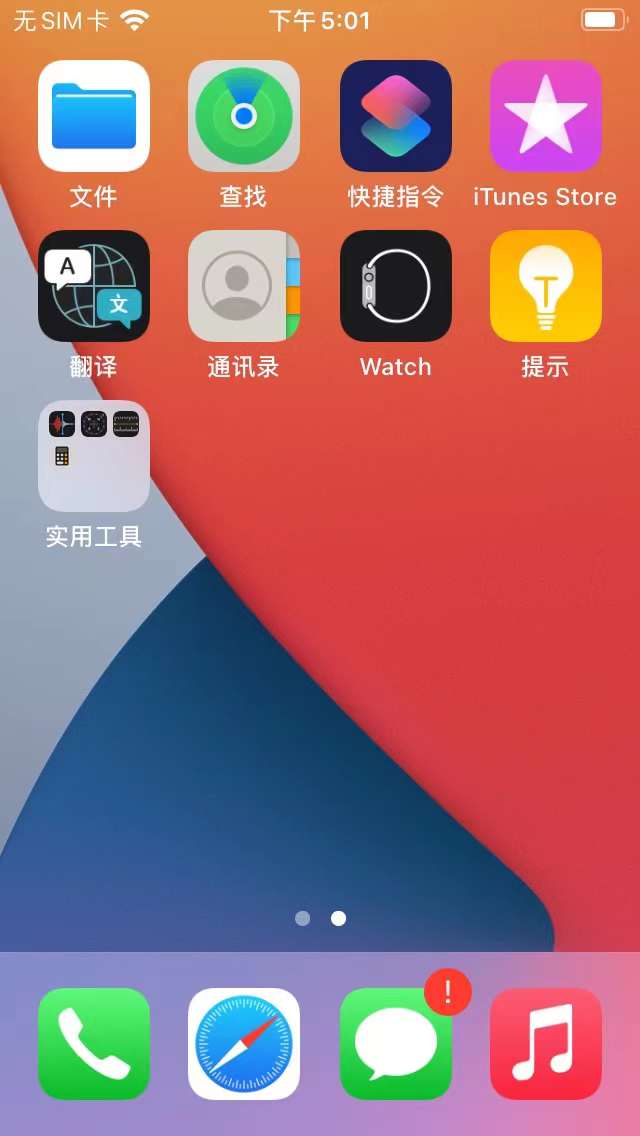 无SIM卡 下午5:01
文件 查找 快捷指令 iTunes Store
A 文
翻译 通讯录 Watch 提示
实用工具
!